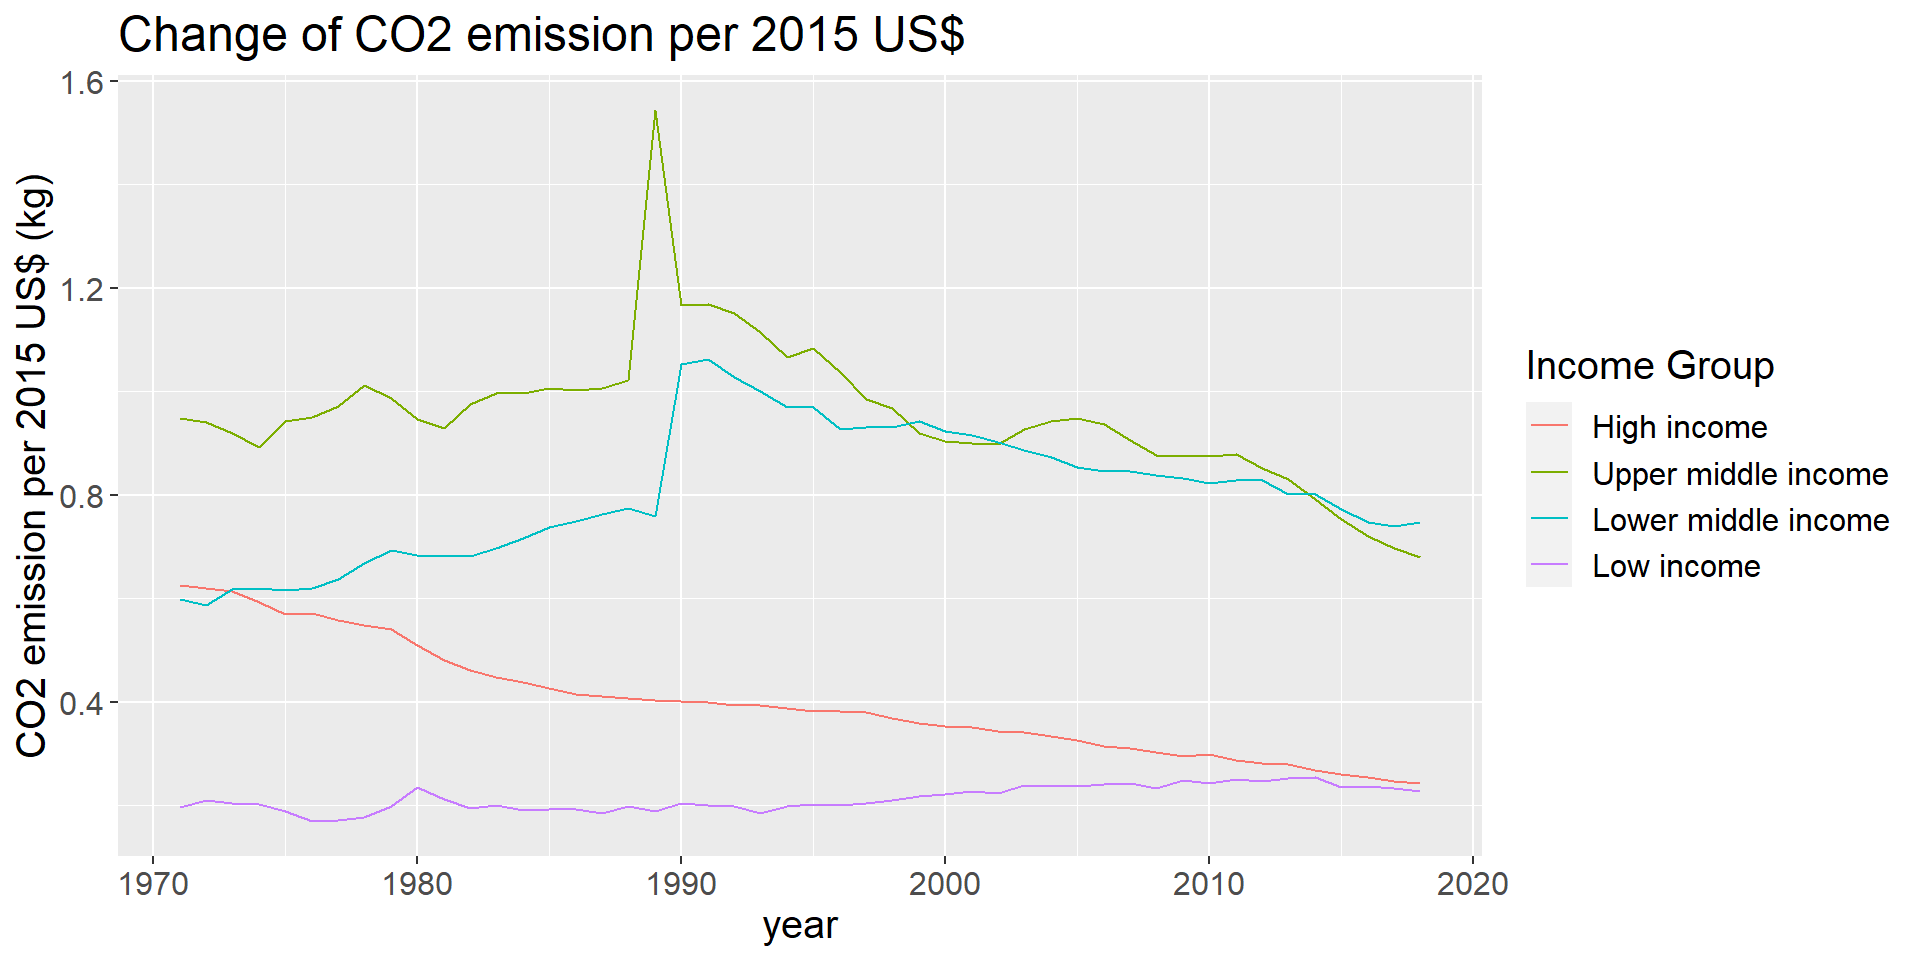 Change of CO2 emission per 2015 US$
CO2 emission per 2015 US$ (kg)
1.6
1.2
0.8
0.4
1970 1980 1990 2000 2010 2020
year
Income Group
High income
Upper middle income
Lower middle income
Low income